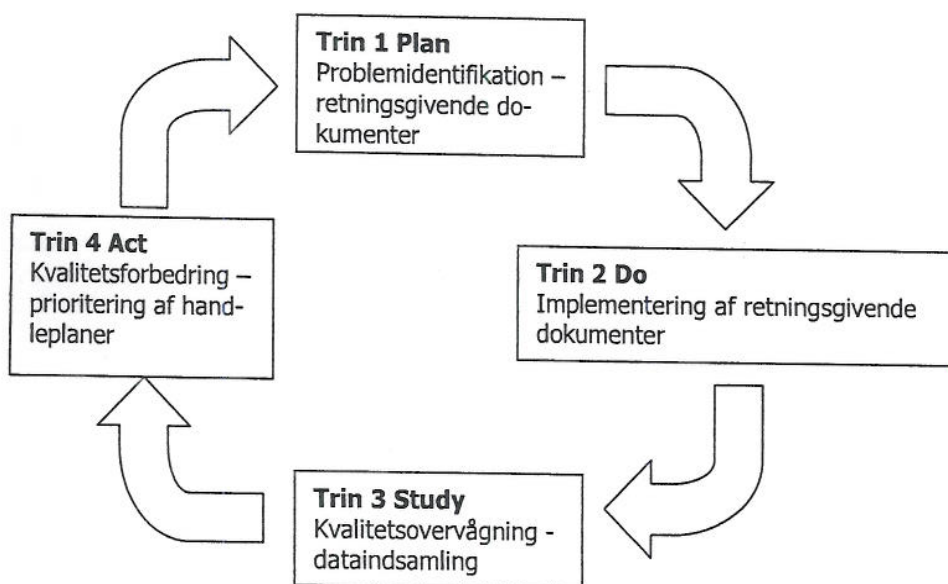 Trin 1 Plan
Problemidentifikation –
retningsgivende do-
kumenter
Trin 2 Do
Implementering af retningsgivende
dokumenter
Trin 3 Study
Kvalitetsovervågning -
dataindsamling
Trin 4 Act
Kvalitetsforbedring –
prioritering af hand-
leplaner